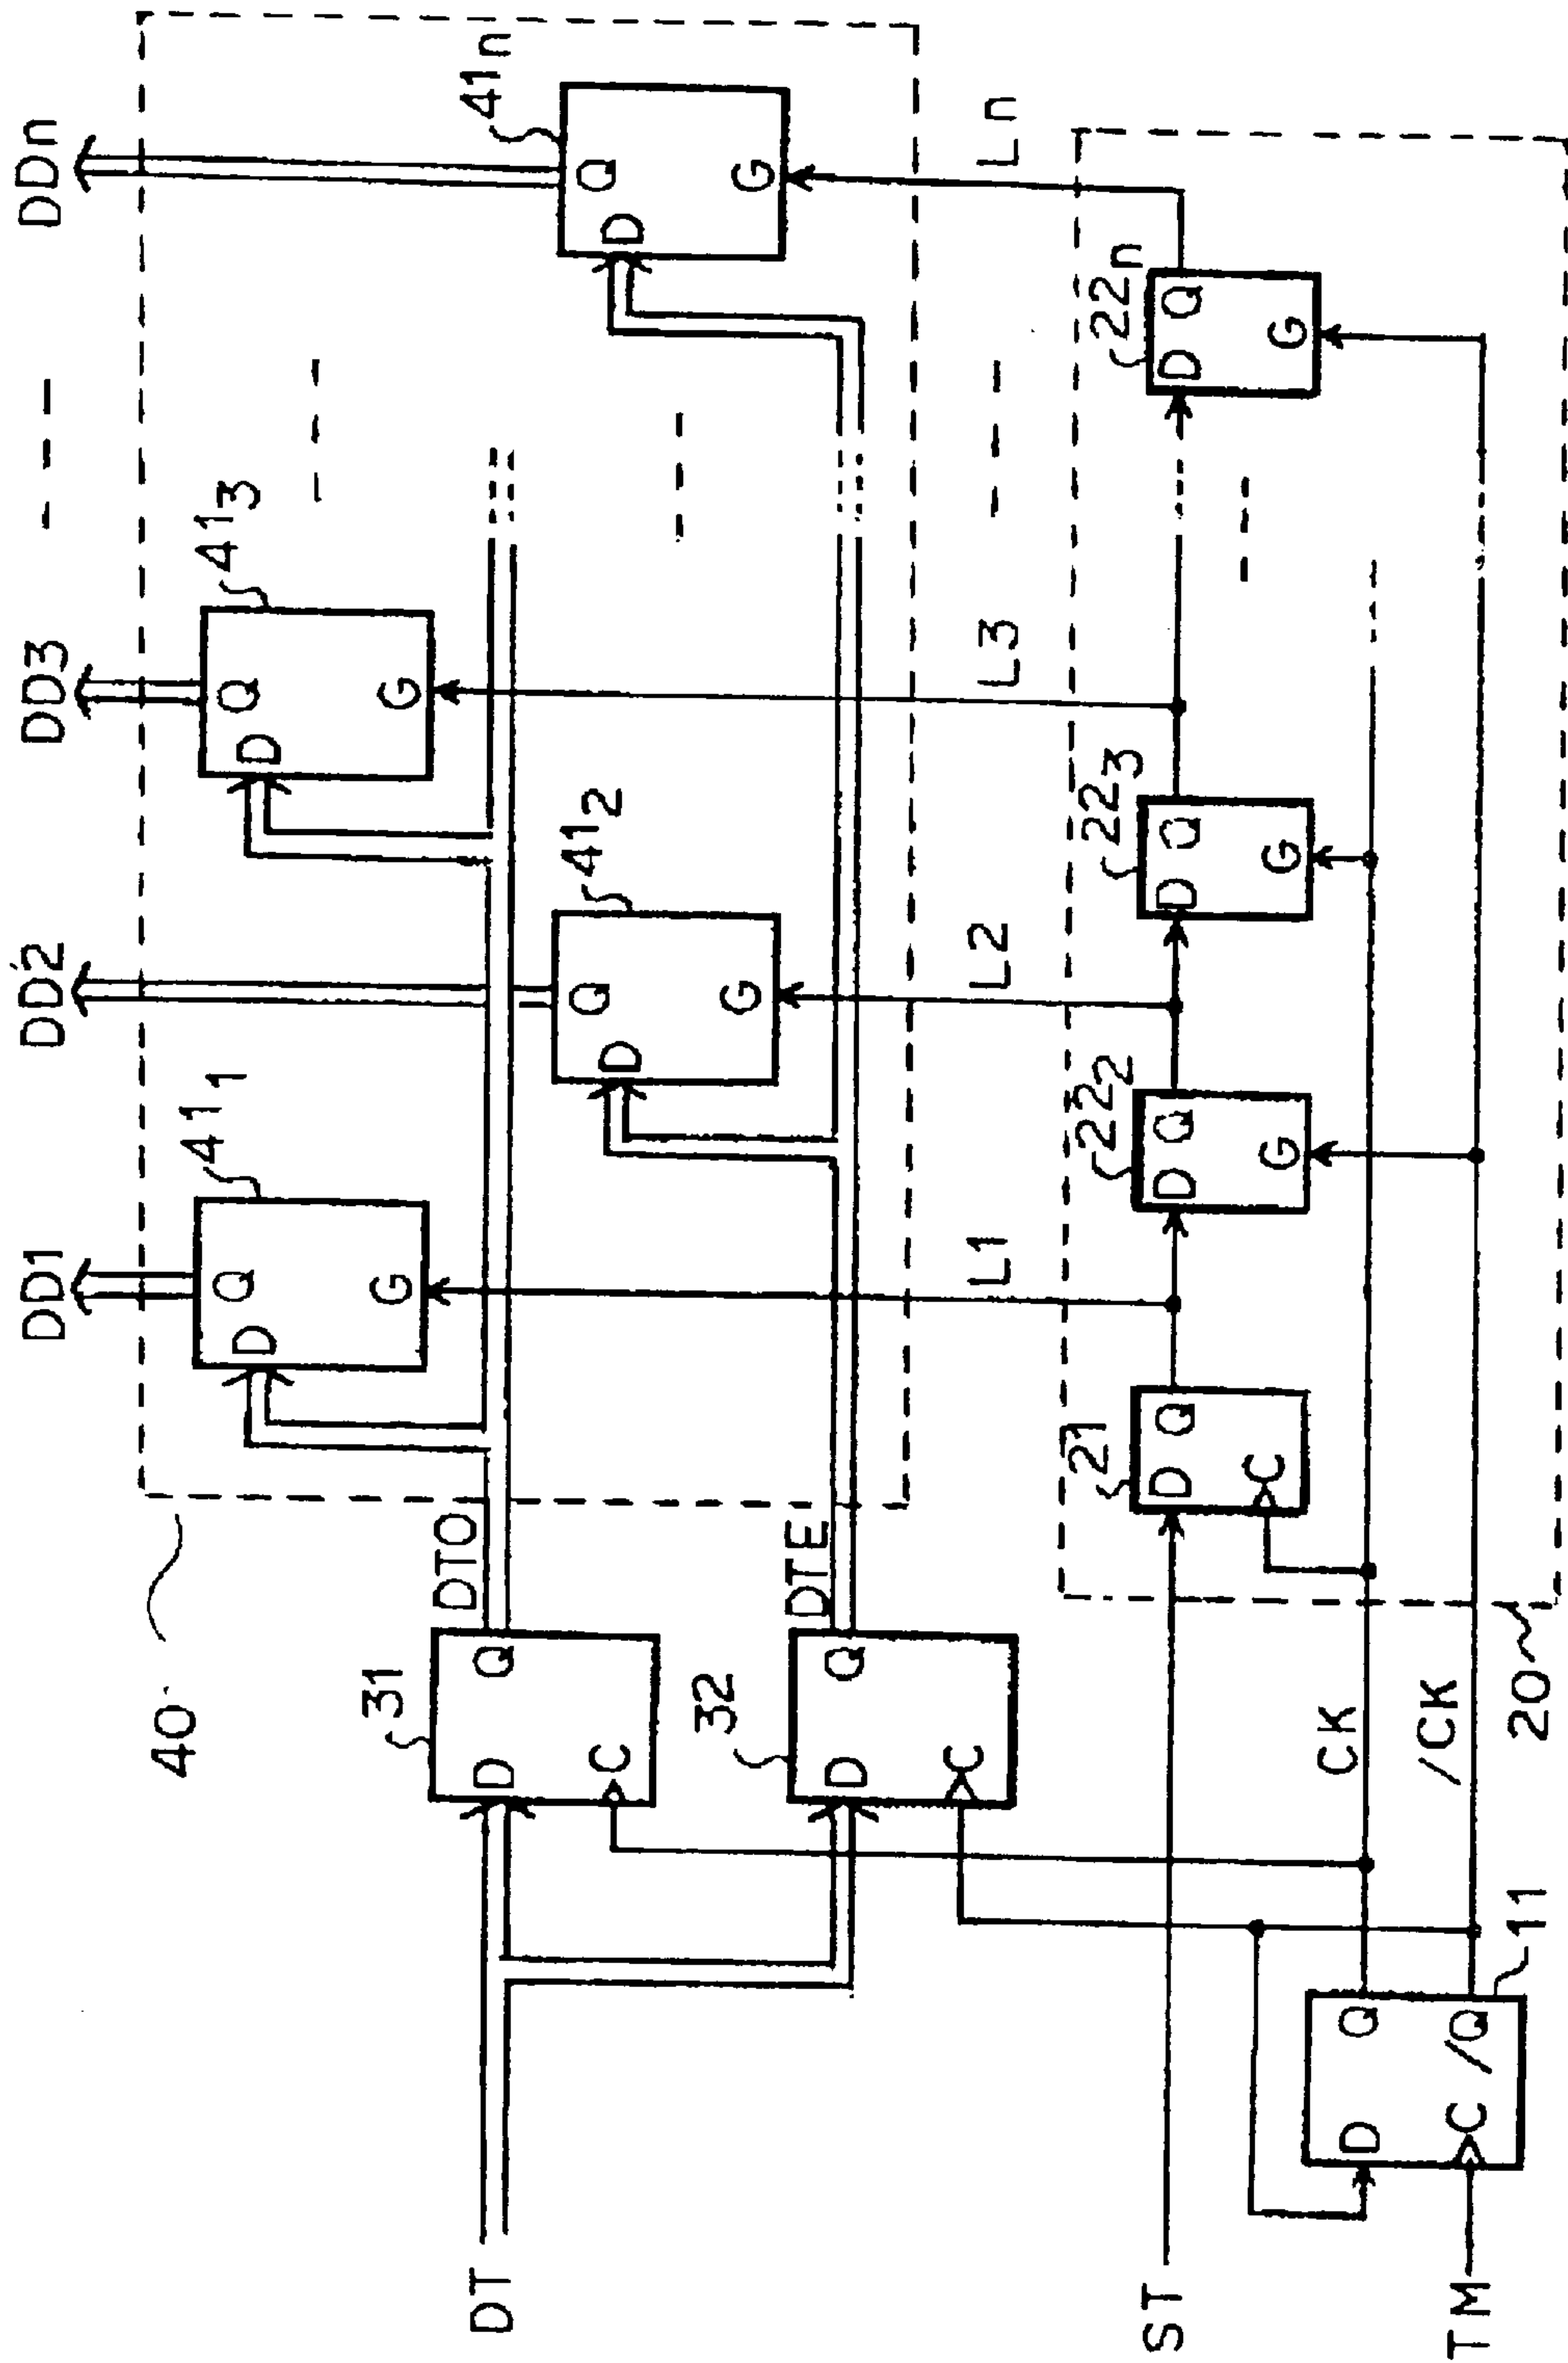 DD1 DD2 DD3 --- DDn
40 41₁ 41₃
D Q G
D Q G
---
DT 31 DTO
D Q C
41₂ 41n
D Q G
D Q G
---
32 DTE
D Q C
L1 L2 L3 --- Ln
ST
21 22₂ 22₃ 22n
D Q C
D Q G
D Q G
D Q G
---
TM
D Q C /Q
11
CK
/CK
20